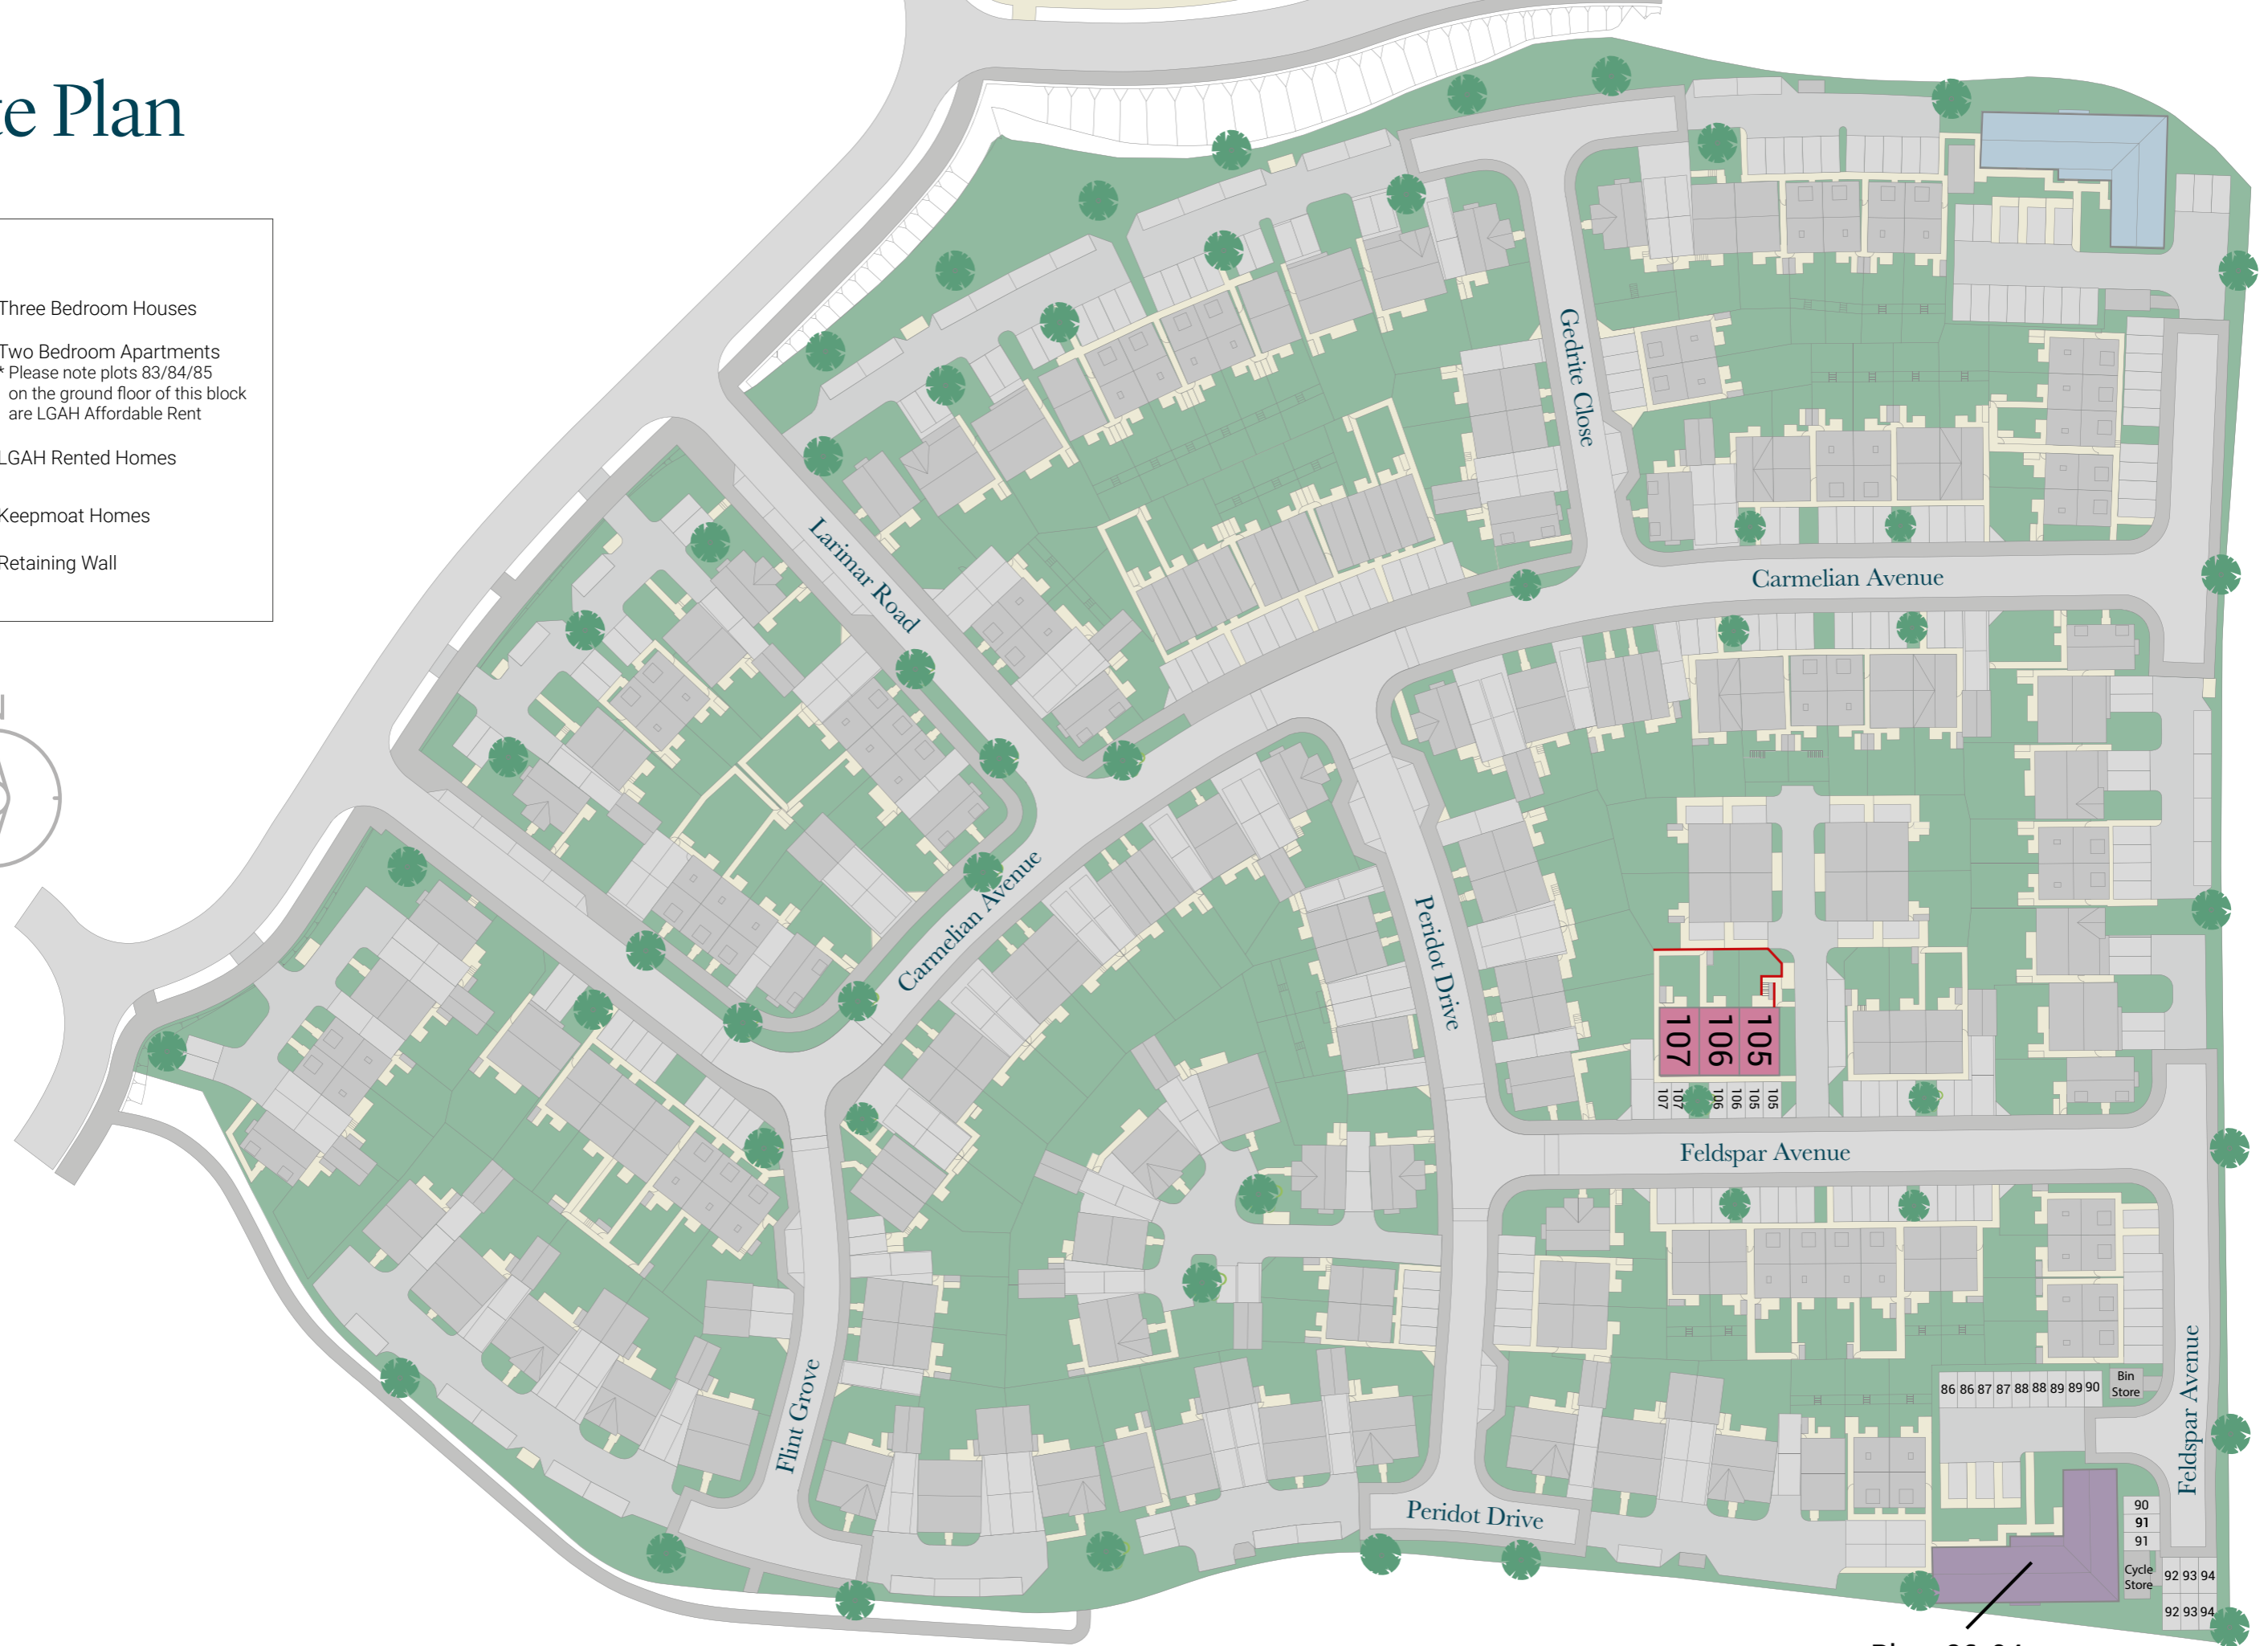 te Plan
Three Bedroom Houses
Two Bedroom Apartments
* Please note plots 83/84/85
on the ground floor of this block
are LGAH Affordable Rent
LGAH Rented Homes
Keepmoat Homes
Retaining Wall
Gedrite Close
Larimar Road
Carmelian Avenue
Carmelian Avenue
Peridot Drive
107 106 105
107 107 106 106 105 105
Feldspar Avenue
Flint Grove
Feldspar Avenue
86 86 87 87 88 88 89 89 90
Bin
Store
Peridot Drive
90
91
91
Cycle
Store
92 93 94
92 93 94